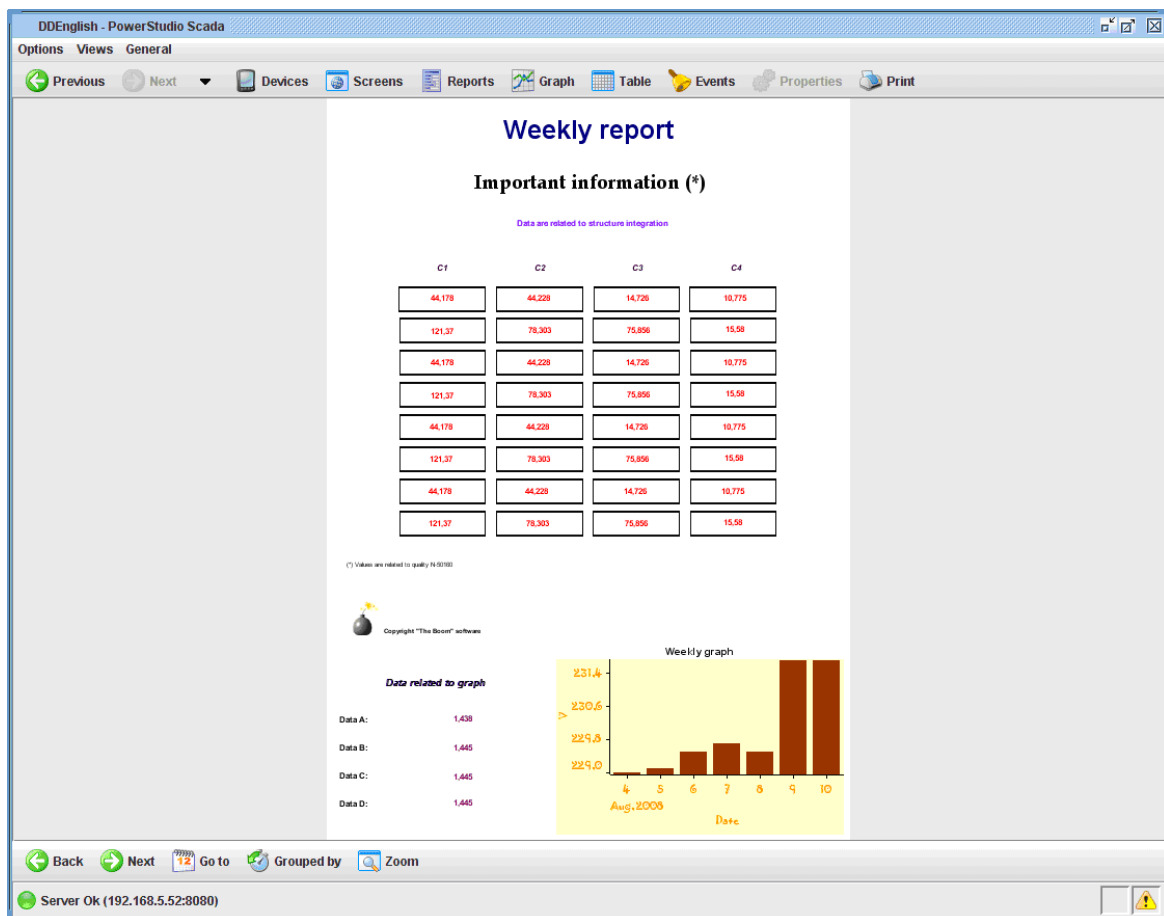 DDEnglish - PowerStudio Scada
Options Views General
Previous Next Devices Screens Reports Graph Table Events Properties Print
Weekly report
Important information (*)
Data are related to structure integration
C1 C2 C3 C4
44,178 44,228 14,726 10,775
121,37 78,303 75,856 15,58
44,178 44,228 14,726 10,775
121,37 78,303 75,856 15,58
44,178 44,228 14,726 10,775
121,37 78,303 75,856 15,58
44,178 44,228 14,726 10,775
121,37 78,303 75,856 15,58
(*) Values are related to quality N-50160
Copyright "The Boom" software
Data related to graph
Data A: 1,438
Data B: 1,445
Data C: 1,445
Data D: 1,445
Weekly graph
231.4
230.6
V
229.8
229.0
4 5 6 7 8 9 10
Aug.2008
Date
Back Next 12 Go to Grouped by Zoom
Server Ok (192.168.5.52:8080)